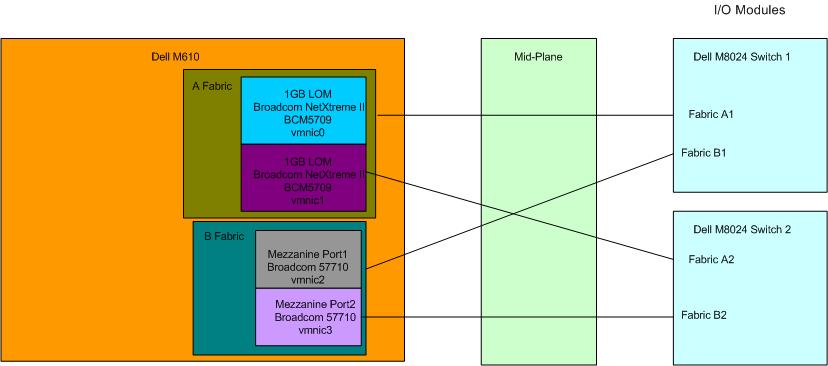 I/O Modules
Dell M610
Mid-Plane
Dell M8024 Switch 1
A Fabric
1GB LOM
Broadcom NetXtreme II
BCM5709
vmnic0
Fabric A1
Fabric B1
1GB LOM
Broadcom NetXtreme II
BCM5709
vmnic1
Dell M8024 Switch 2
B Fabric
Mezzanine Port1
Broadcom 57710
vmnic2
Fabric A2
Mezzanine Port2
Broadcom 57710
vmnic3
Fabric B2